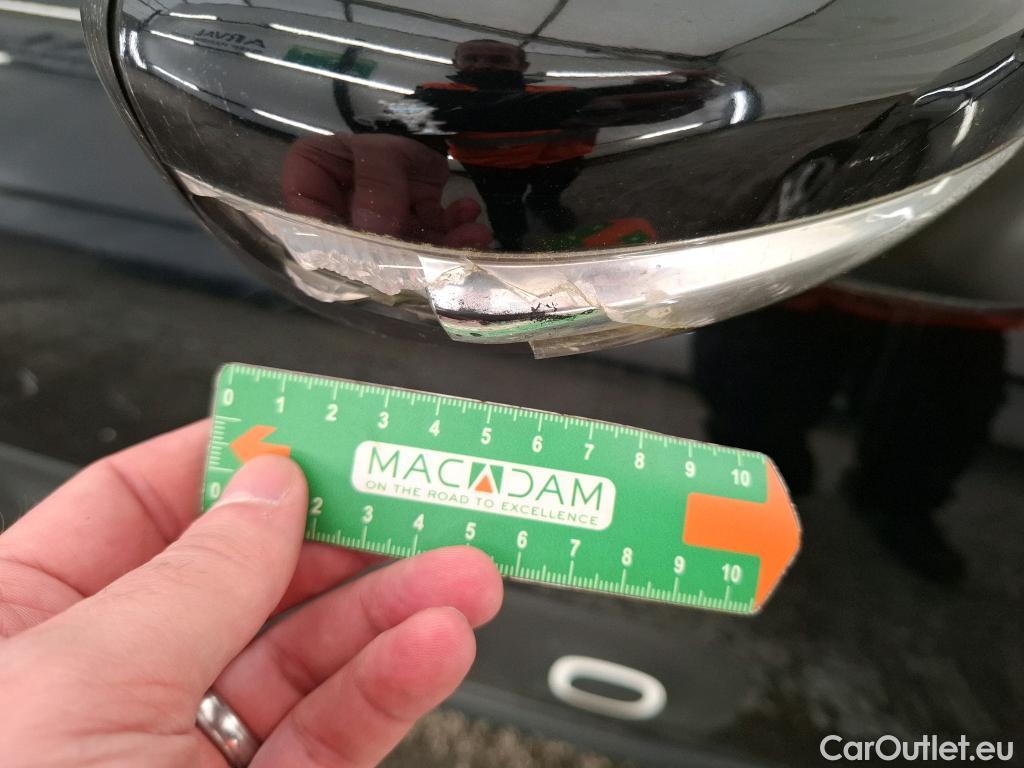 ARVAL
0 1 2 3 4 5 6 7 8 9 10
MACADAM
ON THE ROAD TO EXCELLENCE
0 2 3 4 5 6 7 8 9 10
CarOutlet.eu